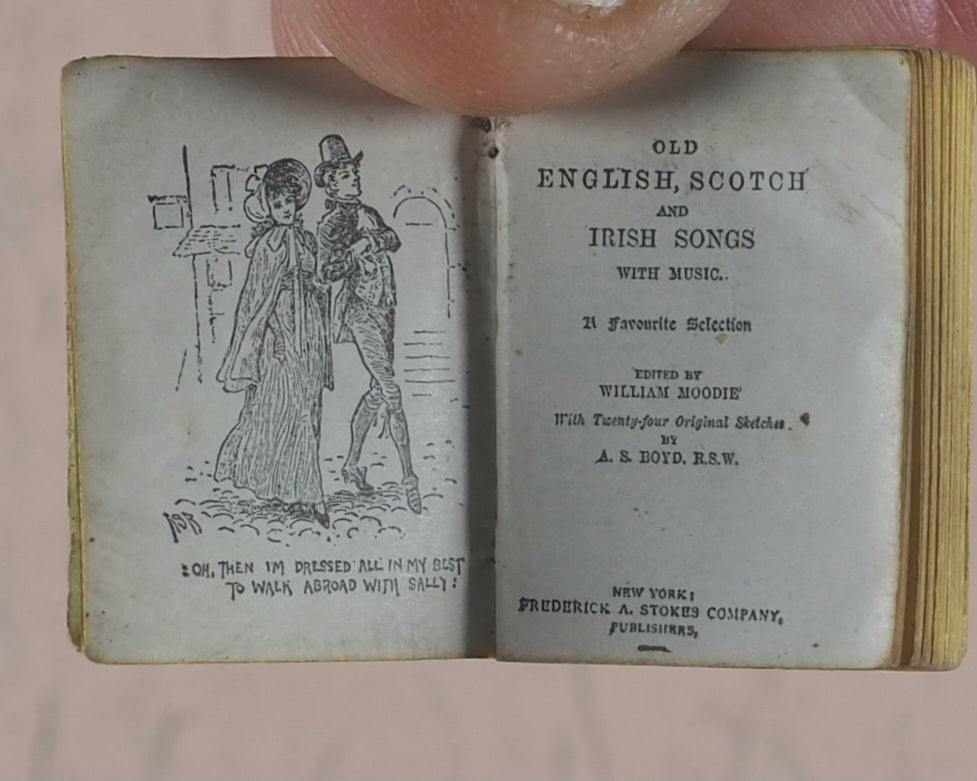 ASB
: OH, THEN I'M DRESSED ALL IN MY BEST
TO WALK ABROAD WITH SALLY :
OLD
ENGLISH, SCOTCH
AND
IRISH SONGS
WITH MUSIC.
A Favourite Selection
EDITED BY
WILLIAM MOODIE
With Twenty-four Original Sketches.
BY
A. S. BOYD. R.S.W.
NEW YORK:
FREDERICK A. STOKES COMPANY,
PUBLISHERS,